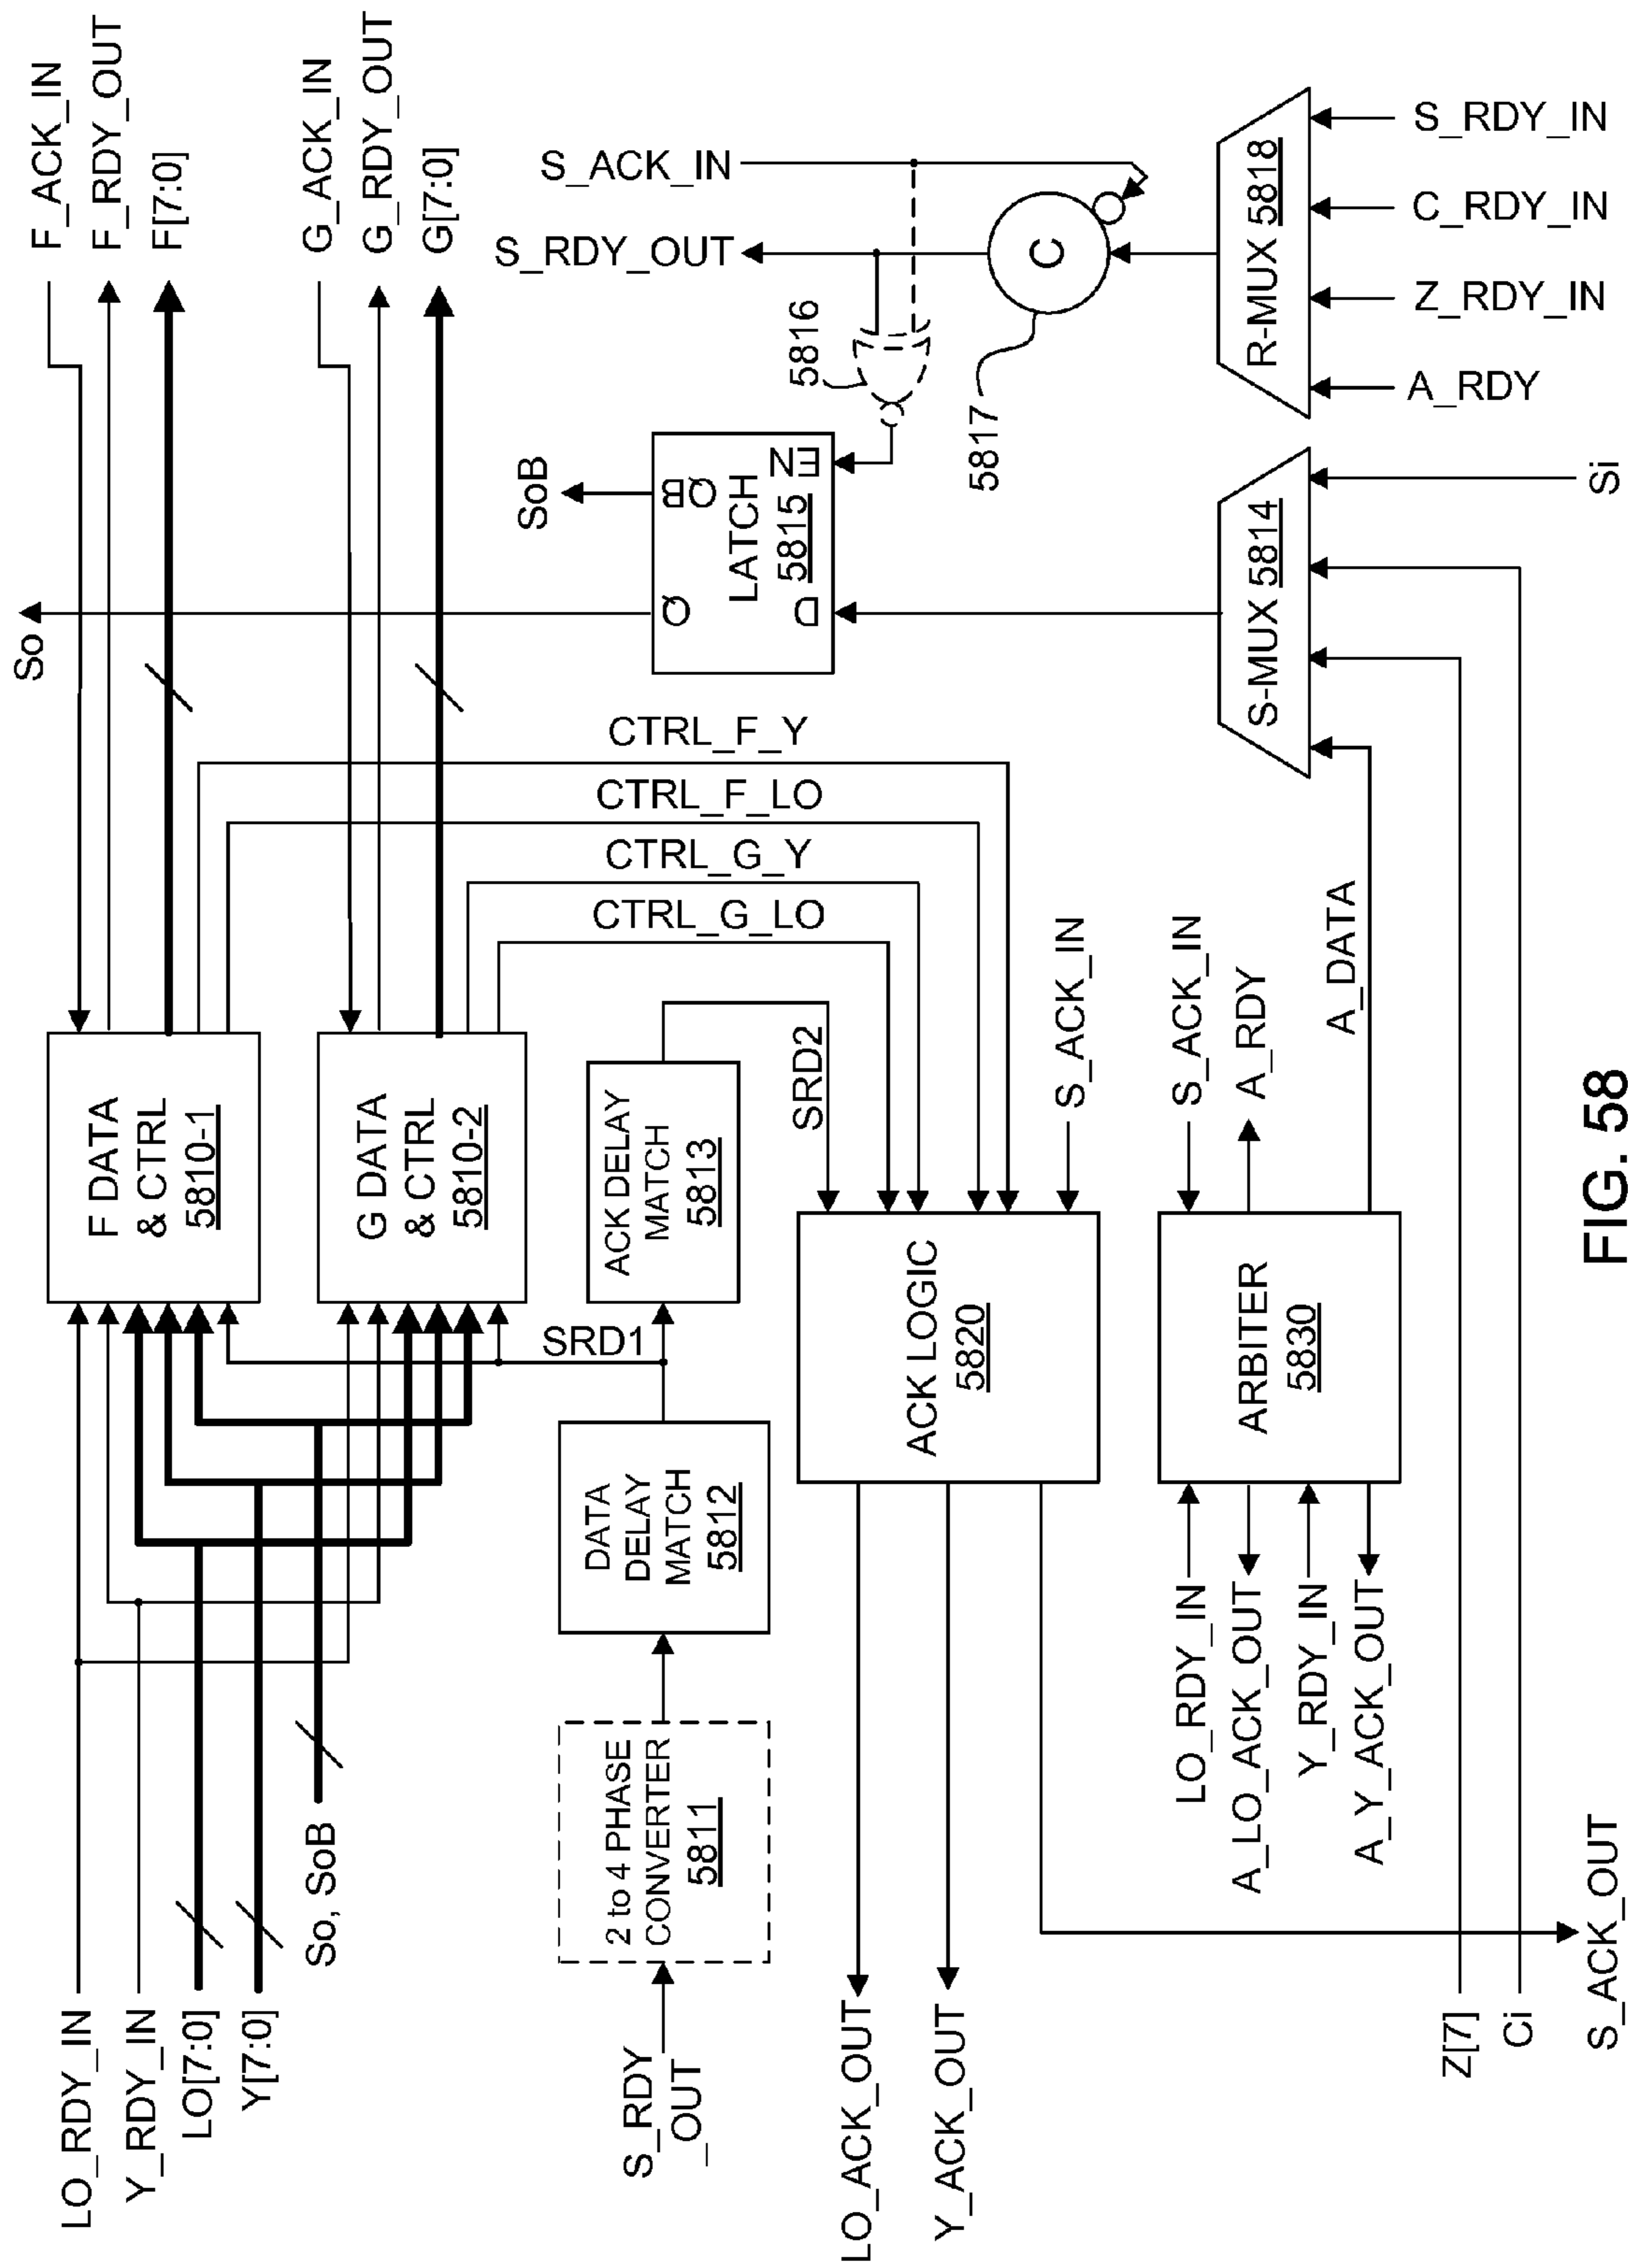 F_ACK_IN
F_RDY_OUT
F[7:0]
G_ACK_IN
G_RDY_OUT
G[7:0]
So
SoB
S_ACK_IN
S_RDY_OUT
LO_RDY_IN
Y_RDY_IN
LO[7:0]
Y[7:0]
So, SoB
F DATA
& CTRL
5810-1
G DATA
& CTRL
5810-2
SRD1
S_RDY
_OUT
2 to 4 PHASE
CONVERTER
5811
DATA
DELAY
MATCH
5812
ACK DELAY
MATCH
5813
SRD2
CTRL_F_Y
CTRL_F_LO
CTRL_G_Y
CTRL_G_LO
Q
QB
LATCH
5815
D
EN
5816
5817
C
LO_ACK_OUT
Y_ACK_OUT
ACK LOGIC
5820
S_ACK_IN
LO_RDY_IN
A_LO_ACK_OUT
Y_RDY_IN
A_Y_ACK_OUT
ARBITER
5830
S_ACK_IN
A_RDY
A_DATA
S-MUX 5814
R-MUX 5818
Z[7]
Ci
S_ACK_OUT
Si
A_RDY
Z_RDY_IN
C_RDY_IN
S_RDY_IN
FIG. 58